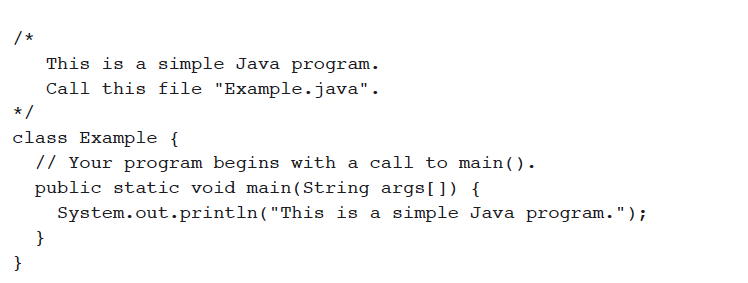 /*
   This is a simple Java program.
   Call this file "Example.java".
*/
class Example {
  // Your program begins with a call to main().
  public static void main(String args[]) {
    System.out.println("This is a simple Java program.");
  }
}